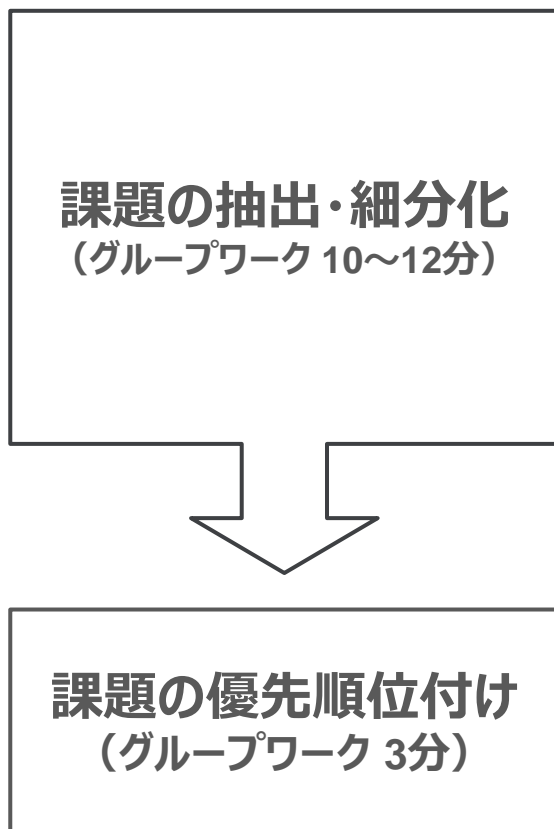 課題の抽出・細分化
（グループワーク 10～12分）
課題の優先順位付け
（グループワーク 3分）